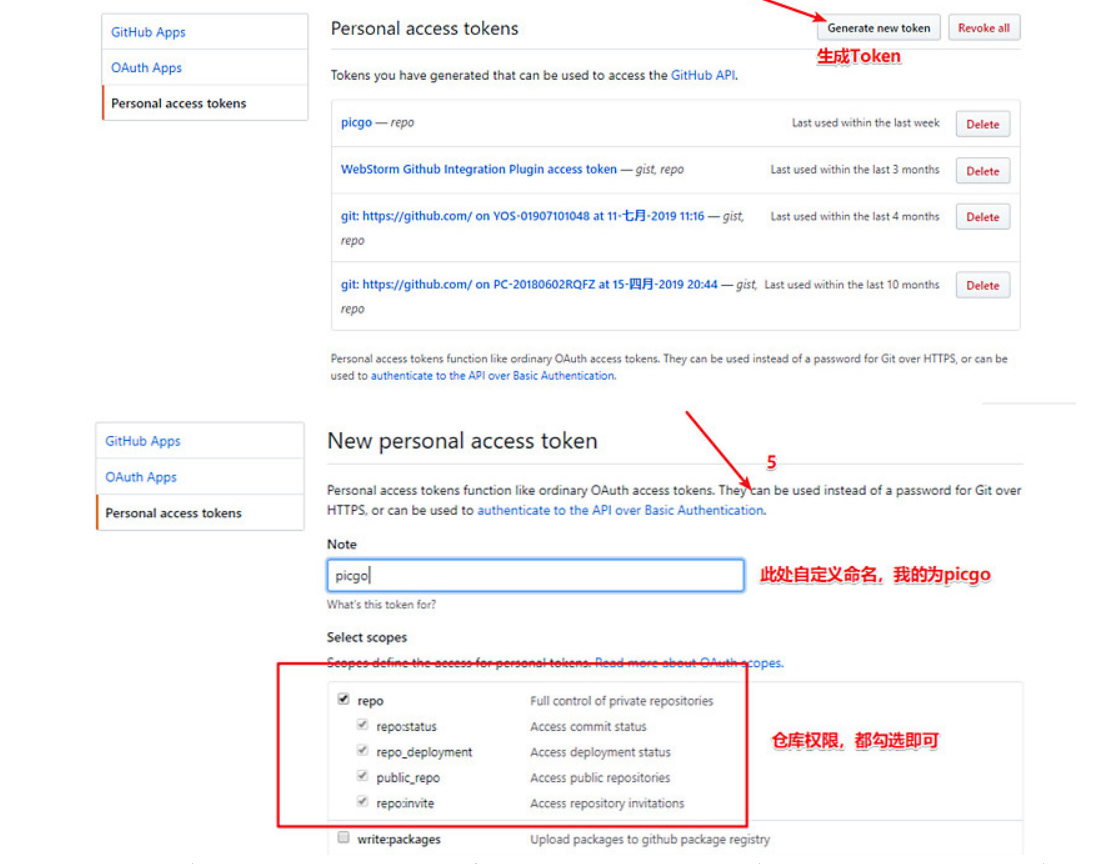 GitHub Apps
Personal access tokens
Generate new token
Revoke all
生成Token
OAuth Apps
Tokens you have generated that can be used to access the GitHub API.
Personal access tokens
picgo — repo
Last used within the last week
Delete
WebStorm Github Integration Plugin access token — gist, repo
Last used within the last 3 months
Delete
git: https://github.com/ on YOS-01907101048 at 11-七月-2019 11:16 — gist,
repo
Last used within the last 4 months
Delete
git: https://github.com/ on PC-20180602RQFZ at 15-四月-2019 20:44 — gist,
repo
Last used within the last 10 months
Delete
Personal access tokens function like ordinary OAuth access tokens. They can be used instead of a password for Git over HTTPS, or can be
used to authenticate to the API over Basic Authentication.
GitHub Apps
OAuth Apps
Personal access tokens
New personal access token
5
Personal access tokens function like ordinary OAuth access tokens. They can be used instead of a password for Git over
HTTPS, or can be used to authenticate to the API over Basic Authentication.
Note
picgo
此处自定义命名，我的为picgo
What's this token for?
Select scopes
Scopes define the access for personal tokens. Read more about OAuth scopes.
repo Full control of private repositories
repo:status Access commit status
repo_deployment Access deployment status
public_repo Access public repositories
repo:invite Access repository invitations
仓库权限，都勾选即可
write:packages Upload packages to github package registry